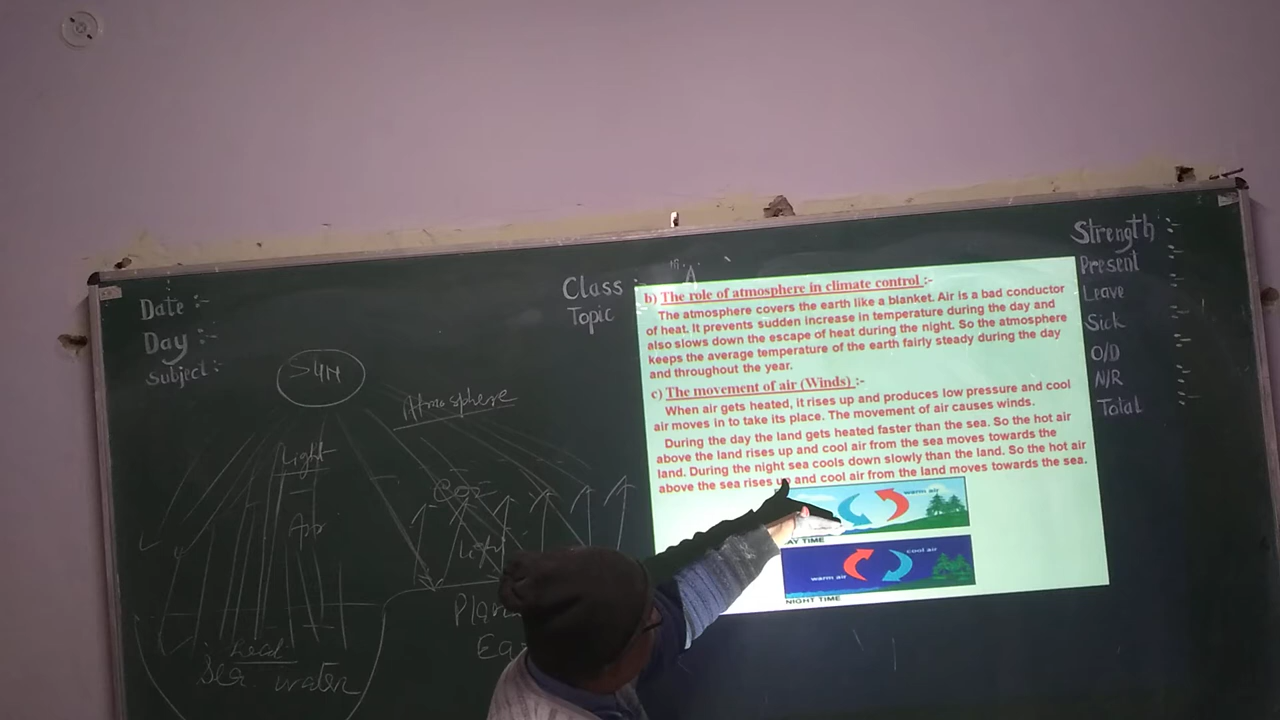 Date :-
Day :-
Subject :-
Class :- A
Topic
Strength :-
Present
Leave
Sick
O/D
N/R
Total
b) The role of atmosphere in climate control :-
The atmosphere covers the earth like a blanket. Air is a bad conductor
of heat. It prevents sudden increase in temperature during the day and
also slows down the escape of heat during the night. So the atmosphere
keeps the average temperature of the earth fairly steady during the day
and throughout the year.
c) The movement of air (Winds) :-
When air gets heated, it rises up and produces low pressure and cool
air moves in to take its place. The movement of air causes winds.
During the day the land gets heated faster than the sea. So the hot air
above the land rises up and cool air from the sea moves towards the
land. During the night sea cools down slowly than the land. So the hot air
above the sea rises up and cool air from the land moves towards the sea.
warm air
AY TIME
cool air
warm air
NIGHT TIME
Atmosphere
Light
Air
Light
Sea water